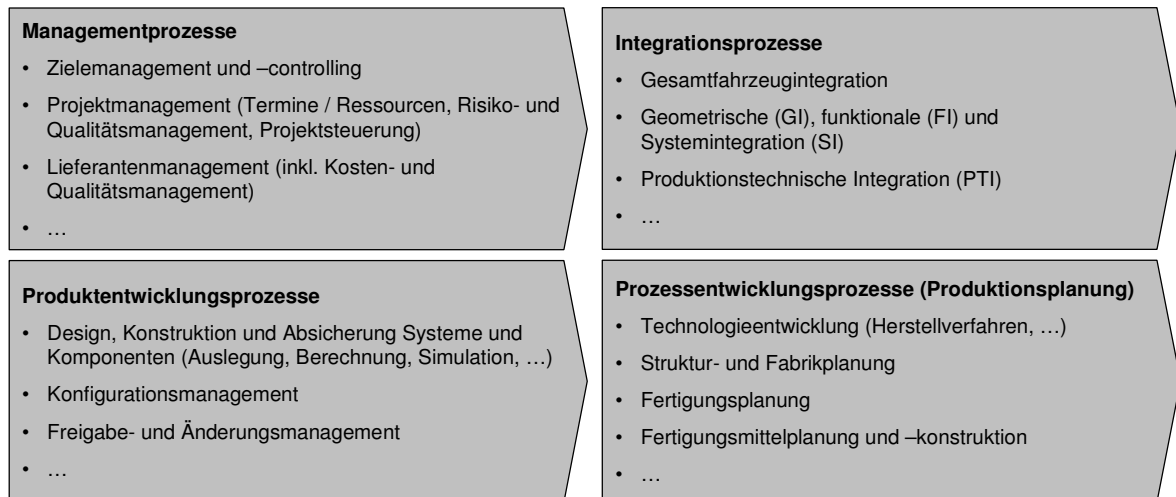 Managementprozesse
• Zielemanagement und –controlling
• Projektmanagement (Termine / Ressourcen, Risiko- und
Qualitätsmanagement, Projektsteuerung)
• Lieferantenmanagement (inkl. Kosten- und
Qualitätsmanagement)
• …
Integrationsprozesse
• Gesamtfahrzeugintegration
• Geometrische (GI), funktionale (FI) und
Systemintegration (SI)
• Produktionstechnische Integration (PTI)
• …
Produktentwicklungsprozesse
• Design, Konstruktion und Absicherung Systeme und
Komponenten (Auslegung, Berechnung, Simulation, …)
• Konfigurationsmanagement
• Freigabe- und Änderungsmanagement
• …
Prozessentwicklungsprozesse (Produktionsplanung)
• Technologieentwicklung (Herstellverfahren, …)
• Struktur- und Fabrikplanung
• Fertigungsplanung
• Fertigungsmittelplanung und –konstruktion
• …